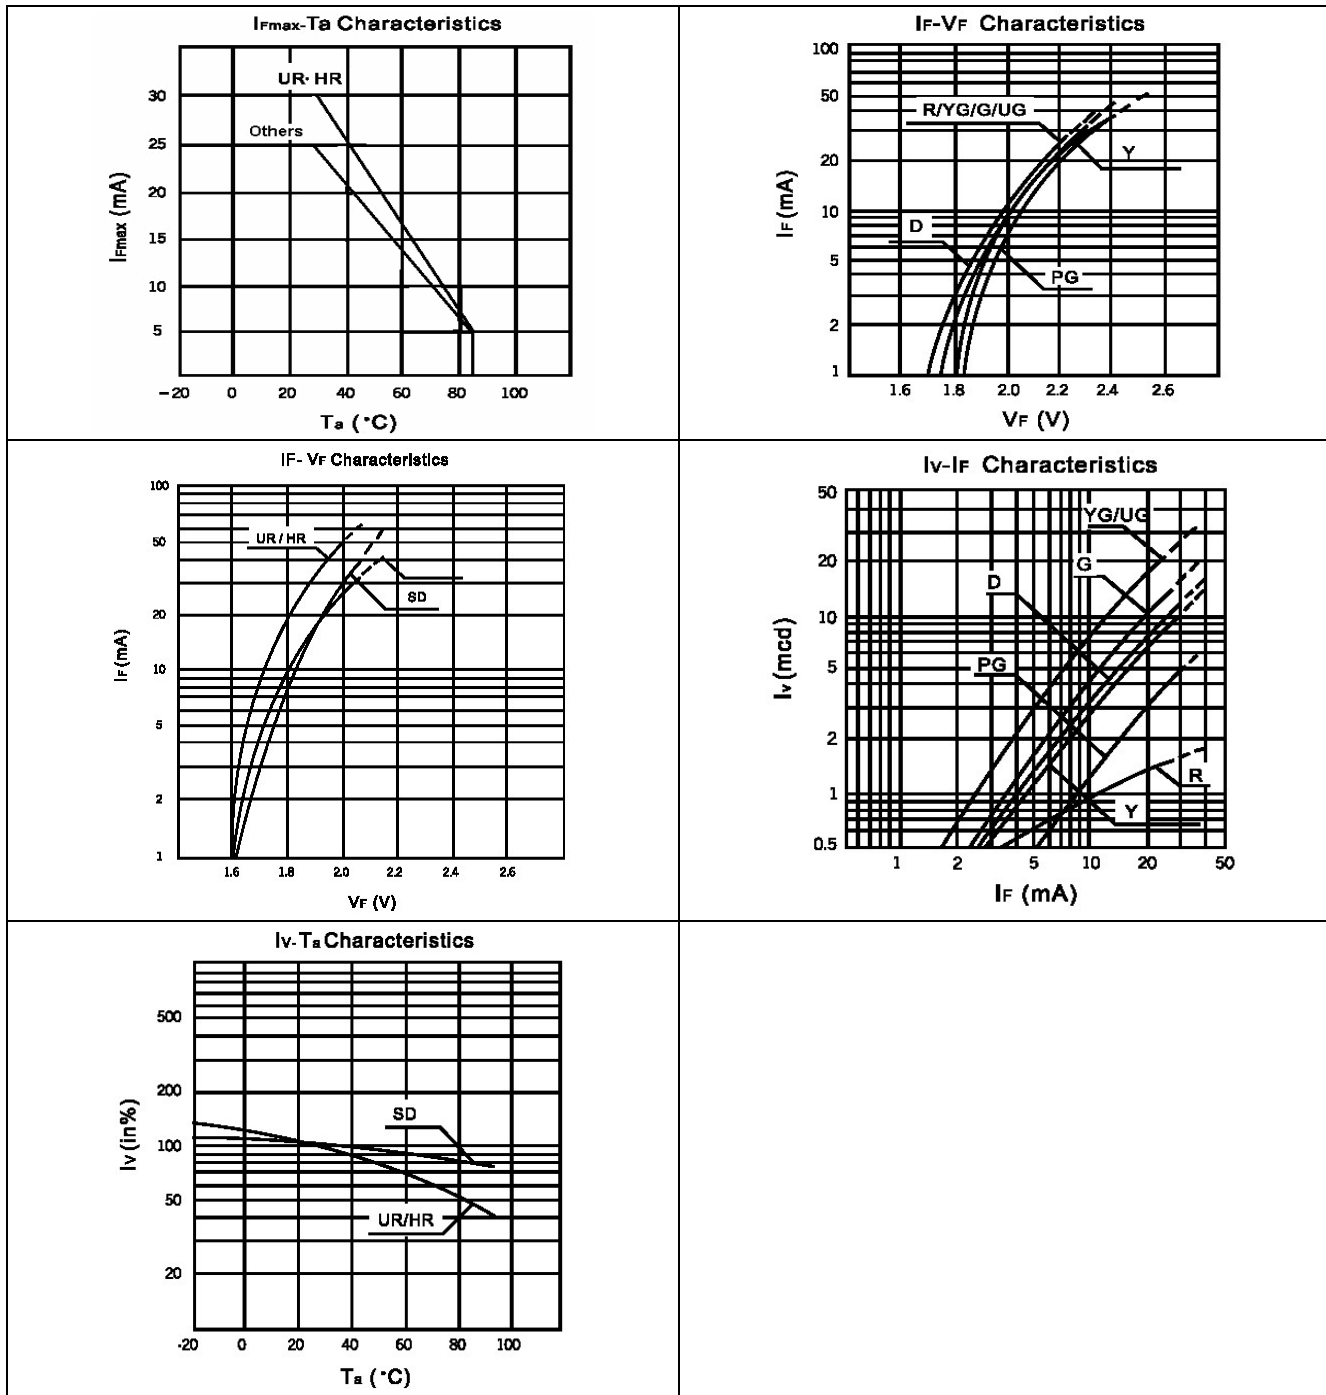 IFmax-Ta Characteristics
UR· HR
Others
30
25
20
15
10
5
IFmax (mA)
-20 0 20 40 60 80 100
Ta (°C)
IF-VF Characteristics
100
50
20
10
5
2
1
IF (mA)
R/YG/G/UG
Y
D
PG
1.6 1.8 2.0 2.2 2.4 2.6
VF (V)
IF- VF Characteristics
100
50
20
10
5
2
1
IF (mA)
UR / HR
SD
1.6 1.8 2.0 2.2 2.4 2.6
VF (V)
Iv-IF Characteristics
50
20
10
5
2
1
0.5
Iv (mcd)
YG/UG
G
D
PG
R
Y
1 2 5 10 20 50
IF (mA)
Iv-Ta Characteristics
500
200
100
50
20
Iv (in%)
SD
UR/HR
-20 0 20 40 60 80 100
Ta (°C)